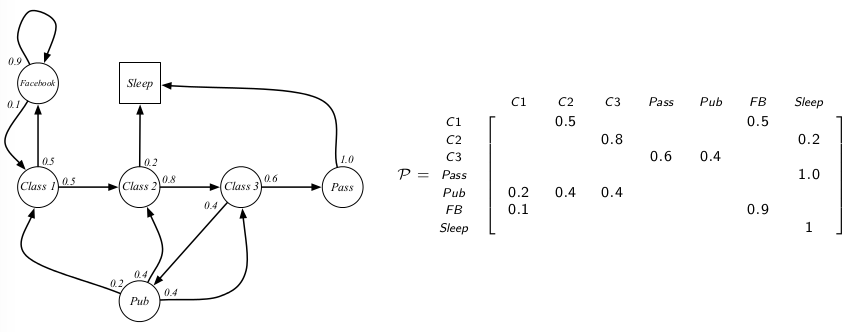 0.9
Facebook
Sleep
0.1
0.5
0.2
1.0
Class 1
0.5
Class 2
0.8
Class 3
0.6
Pass
0.4
0.2
0.4
0.4
Pub
C1 C2 C3 Pass Pub FB Sleep
C1 0.5 0.5
C2 0.8 0.2
C3 0.6 0.4
𝒫 = Pass 1.0
Pub 0.2 0.4 0.4
FB 0.1 0.9
Sleep 1